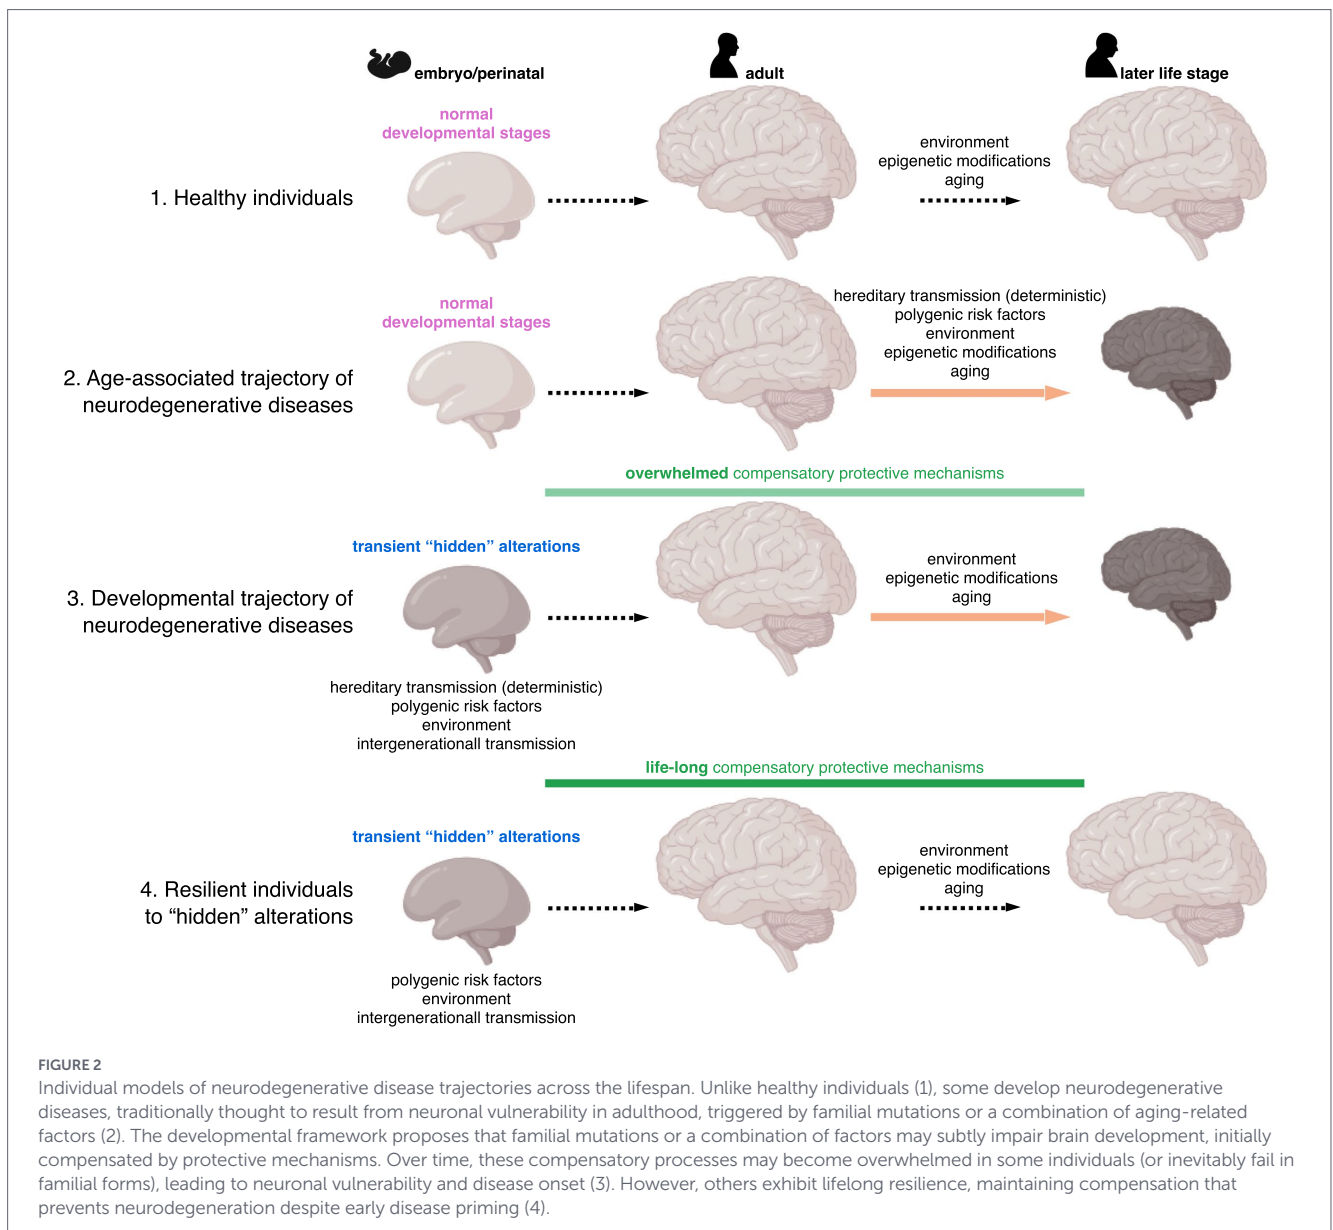 embryo/perinatal
adult
later life stage
normal
developmental stages
1. Healthy individuals
environment
epigenetic modifications
aging
normal
developmental stages
2. Age-associated trajectory of
neurodegenerative diseases
hereditary transmission (deterministic)
polygenic risk factors
environment
epigenetic modifications
aging
overwhelmed compensatory protective mechanisms
transient “hidden” alterations
3. Developmental trajectory of
neurodegenerative diseases
environment
epigenetic modifications
aging
hereditary transmission (deterministic)
polygenic risk factors
environment
intergenerationall transmission
life-long compensatory protective mechanisms
transient “hidden” alterations
4. Resilient individuals
to “hidden” alterations
environment
epigenetic modifications
aging
polygenic risk factors
environment
intergenerationall transmission
FIGURE 2
Individual models of neurodegenerative disease trajectories across the lifespan. Unlike healthy individuals (1), some develop neurodegenerative
diseases, traditionally thought to result from neuronal vulnerability in adulthood, triggered by familial mutations or a combination of aging-related
factors (2). The developmental framework proposes that familial mutations or a combination of factors may subtly impair brain development, initially
compensated by protective mechanisms. Over time, these compensatory processes may become overwhelmed in some individuals (or inevitably fail in
familial forms), leading to neuronal vulnerability and disease onset (3). However, others exhibit lifelong resilience, maintaining compensation that
prevents neurodegeneration despite early disease priming (4).